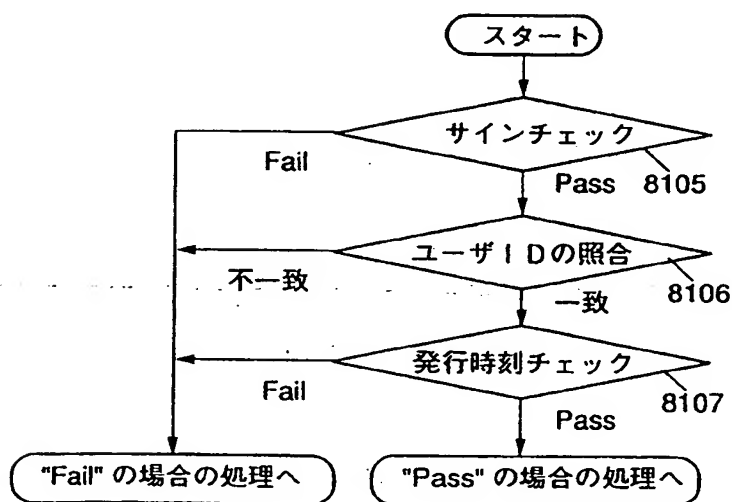 スタート
サインチェック
Fail
Pass
8105
ユーザIDの照合
不一致
一致
8106
発行時刻チェック
Fail
Pass
8107
"Fail" の場合の処理へ
"Pass" の場合の処理へ